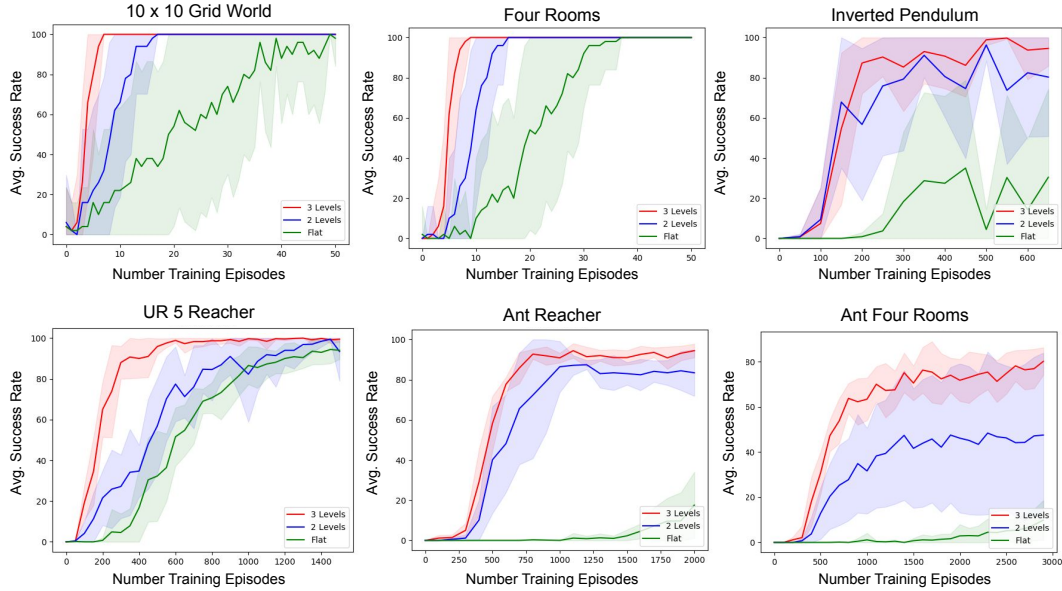 10 x 10 Grid World
Four Rooms
Inverted Pendulum
Avg. Success Rate
100
80
60
40
20
0
3 Levels
2 Levels
Flat
0 10 20 30 40 50
Number Training Episodes
Avg. Success Rate
100
80
60
40
20
0
3 Levels
2 Levels
Flat
0 10 20 30 40 50
Number Training Episodes
Avg. Success Rate
100
80
60
40
20
0
3 Levels
2 Levels
Flat
0 100 200 300 400 500 600
Number Training Episodes
UR 5 Reacher
Ant Reacher
Ant Four Rooms
Avg. Success Rate
100
80
60
40
20
0
3 Levels
2 Levels
Flat
0 200 400 600 800 1000 1200 1400
Number Training Episodes
Avg. Success Rate
100
80
60
40
20
0
3 Levels
2 Levels
Flat
0 250 500 750 1000 1250 1500 1750 2000
Number Training Episodes
Avg. Success Rate
80
60
40
20
0
3 Levels
2 Levels
Flat
0 500 1000 1500 2000 2500 3000
Number Training Episodes